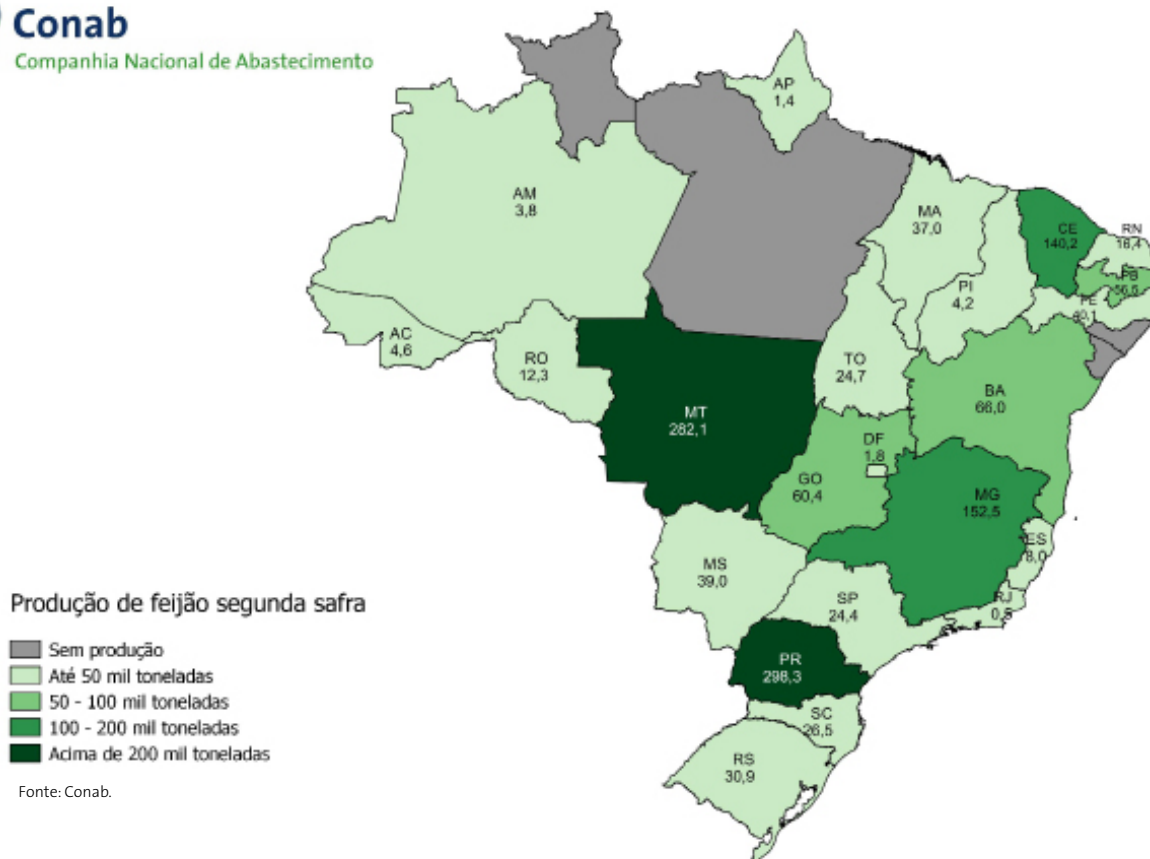 Conab
Companhia Nacional de Abastecimento
AP
1,4
AM
3,8
MA
37,0
CE
140,2
RN
16,4
PB
56,5
PI
4,2
PE
40,1
AC
4,6
RO
12,3
TO
24,7
BA
66,0
MT
282,1
DF
1,8
GO
60,4
MG
152,5
ES
8,0
MS
39,0
SP
24,4
RJ
PR
298,3
SC
26,5
RS
30,9
Produção de feijão segunda safra
Sem produção
Até 50 mil toneladas
50 - 100 mil toneladas
100 - 200 mil toneladas
Acima de 200 mil toneladas
Fonte: Conab.